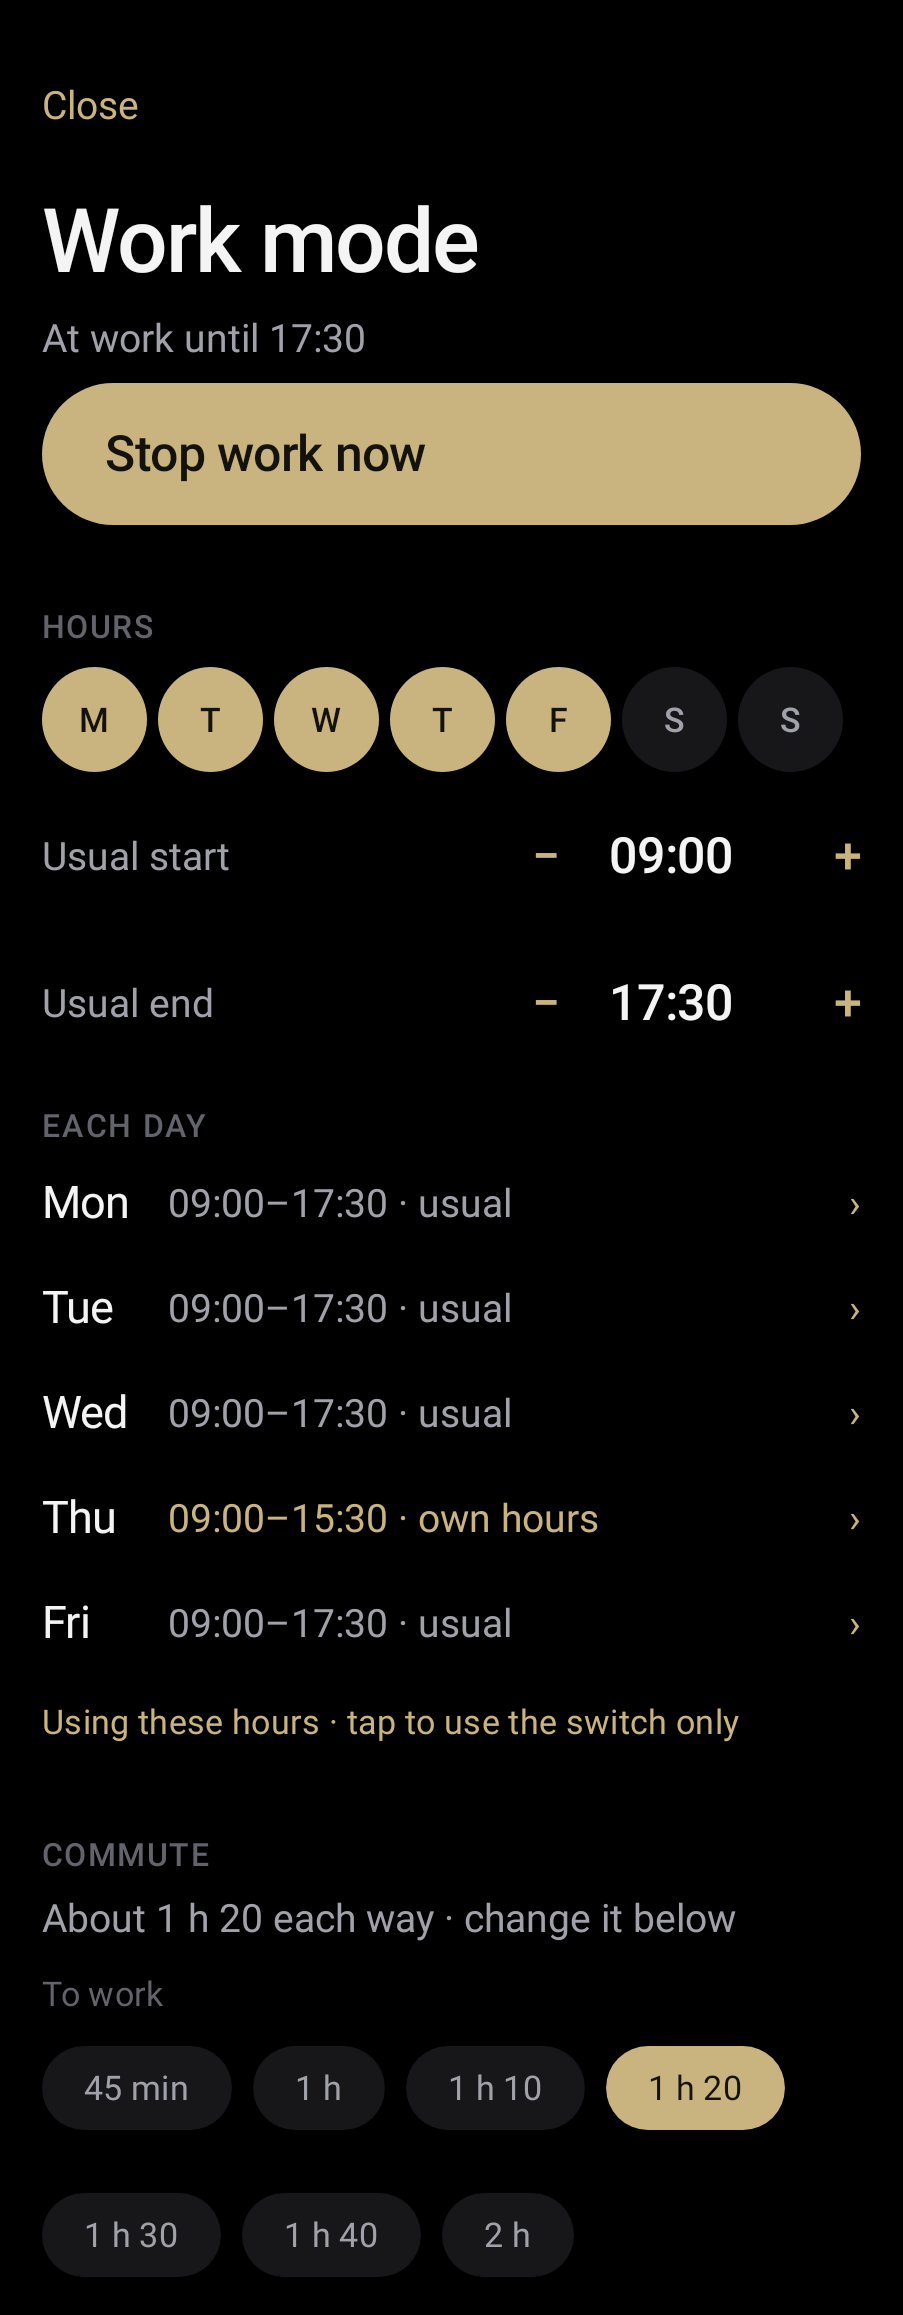 Close
Work mode
At work until 17:30
Stop work now
HOURS
M T W T F S S
Usual start − 09:00 +
Usual end − 17:30 +
EACH DAY
Mon 09:00–17:30 · usual ›
Tue 09:00–17:30 · usual ›
Wed 09:00–17:30 · usual ›
Thu 09:00–15:30 · own hours ›
Fri 09:00–17:30 · usual ›
Using these hours · tap to use the switch only
COMMUTE
About 1 h 20 each way · change it below
To work
45 min 1 h 1 h 10 1 h 20
1 h 30 1 h 40 2 h